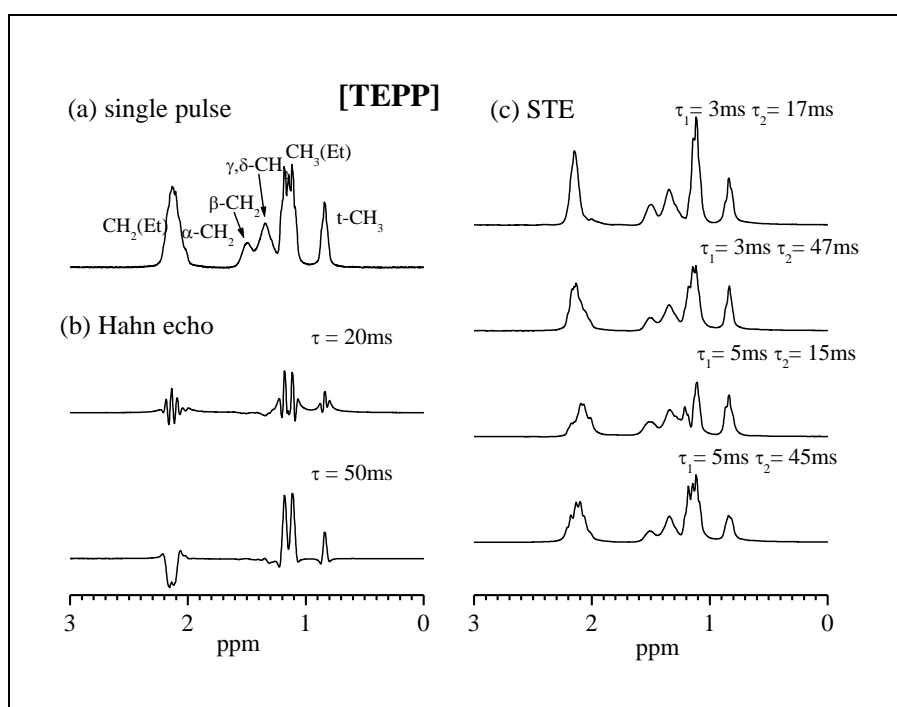 [TEPP]
(a) single pulse
CH₃(Et)
γ,δ-CH₂
β-CH₂
CH₂(Et)
α-CH₂
t-CH₃
(b) Hahn echo
τ = 20ms
τ = 50ms
3 2 1 0
ppm
(c) STE
τ₁= 3ms τ₂= 17ms
τ₁= 3ms τ₂= 47ms
τ₁= 5ms τ₂= 15ms
τ₁= 5ms τ₂= 45ms
3 2 1 0
ppm